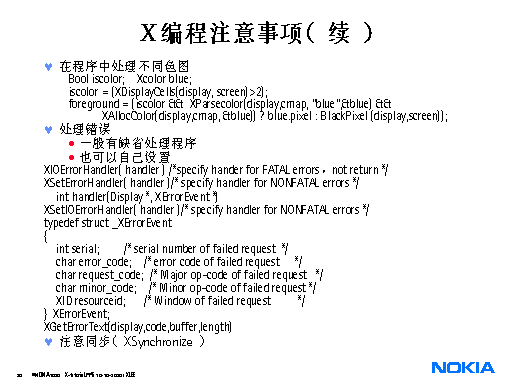 X 编程注意事项（ 续 ）
在程序中处理不同色图
Bool iscolor; Xcolor blue;
iscolor = (XDisplayCells(display, screen)>2);
foreground = ( iscolor && XParsecolor(display,cmap, "blue",&blue) &&
XAllocColor(display,cmap, &blue)) ? blue.pixel : BlackPixel (display,screen));
处理错误
一般有缺省处理程序
也可以自己设置
XIOErrorHandler( handler ) /*specify hander for FATAL errors，not return */
XSetErrorHandler( handler )/* specify handler for NONFATAL errors */
int handler(Display *, XErrorEvent *)
XSetIOErrorHandler( handler )/* specify handler for NONFATAL errors */
typedef struct _XErrorEvent
{
int serial; /* serial number of failed request */
char error_code; /* error code of failed request */
char request_code; /* Major op-code of failed request */
char minor_code; /* Minor op-code of failed request */
XID resourceid; /* Window of failed request */
} XErrorEvent;
XGetErrorText(display,code,buffer,length)
注意同步（ XSynchronize ）
NOKIA